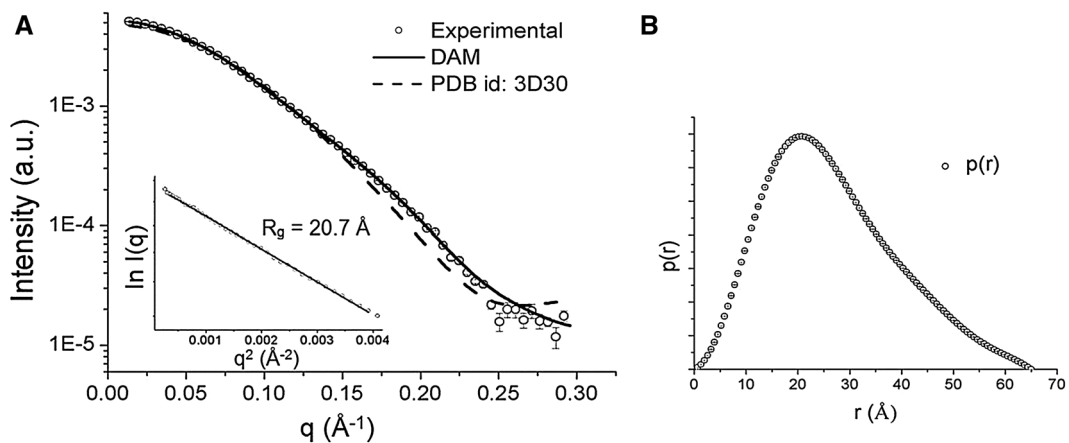 A
Experimental
DAM
PDB id: 3D30
Intensity (a.u.)
1E-3
1E-4
1E-5
0.00 0.05 0.10 0.15 0.20 0.25 0.30
q (Å-1)
ln I(q)
Rg = 20.7 Å
0.001 0.002 0.003 0.004
q2 (Å-2)
B
p(r)
p(r)
0 10 20 30 40 50 60 70
r (Å)